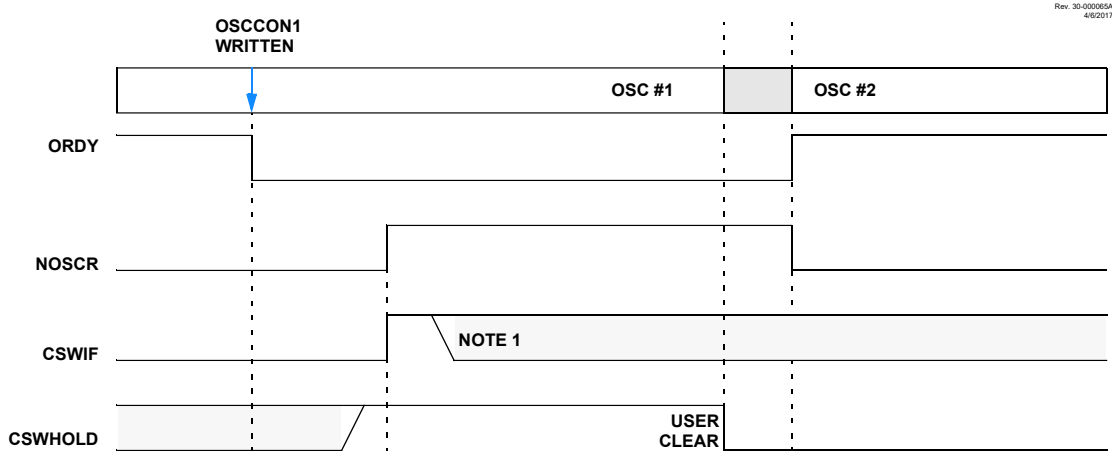 Rev. 30-000065A
4/6/2017
OSCCON1
WRITTEN
OSC #1
OSC #2
ORDY
NOSCR
CSWIF
NOTE 1
CSWHOLD
USER
CLEAR